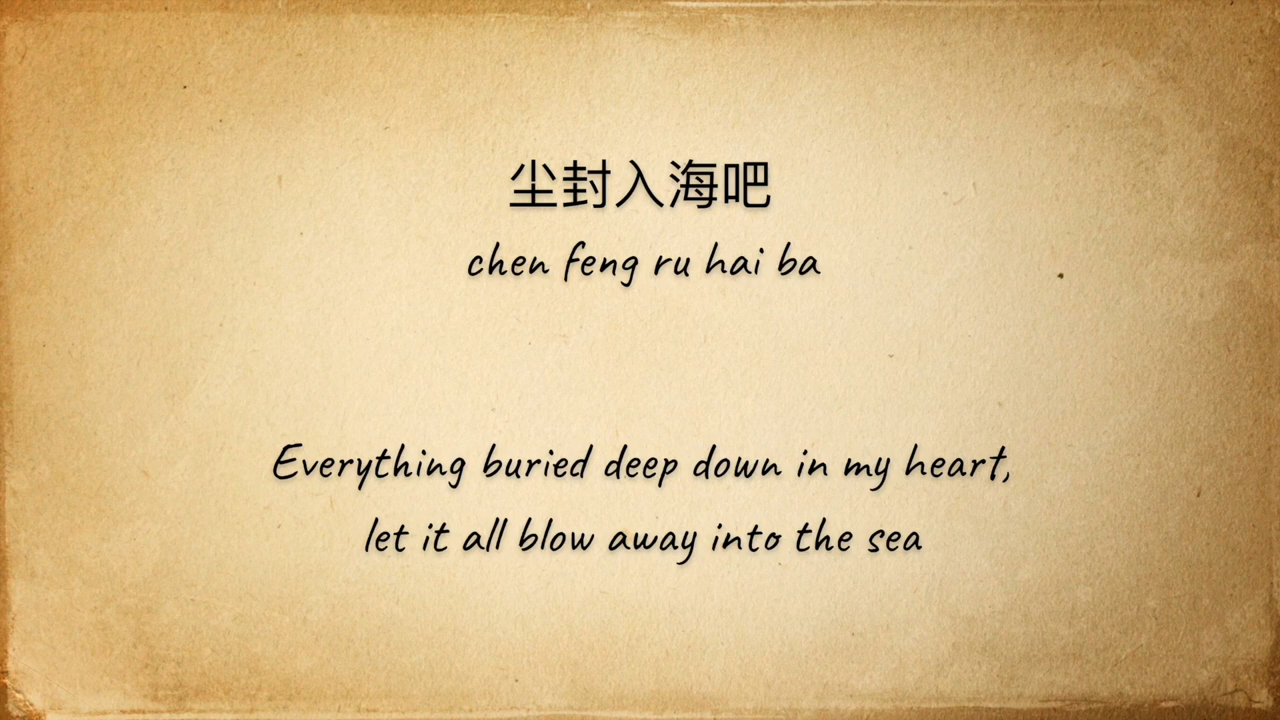 尘封入海吧
chen feng ru hai ba
Everything buried deep down in my heart,
let it all blow away into the sea